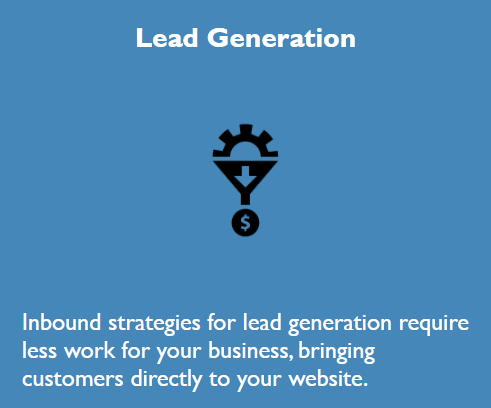 Lead Generation
$
Inbound strategies for lead generation require
less work for your business, bringing
customers directly to your website.